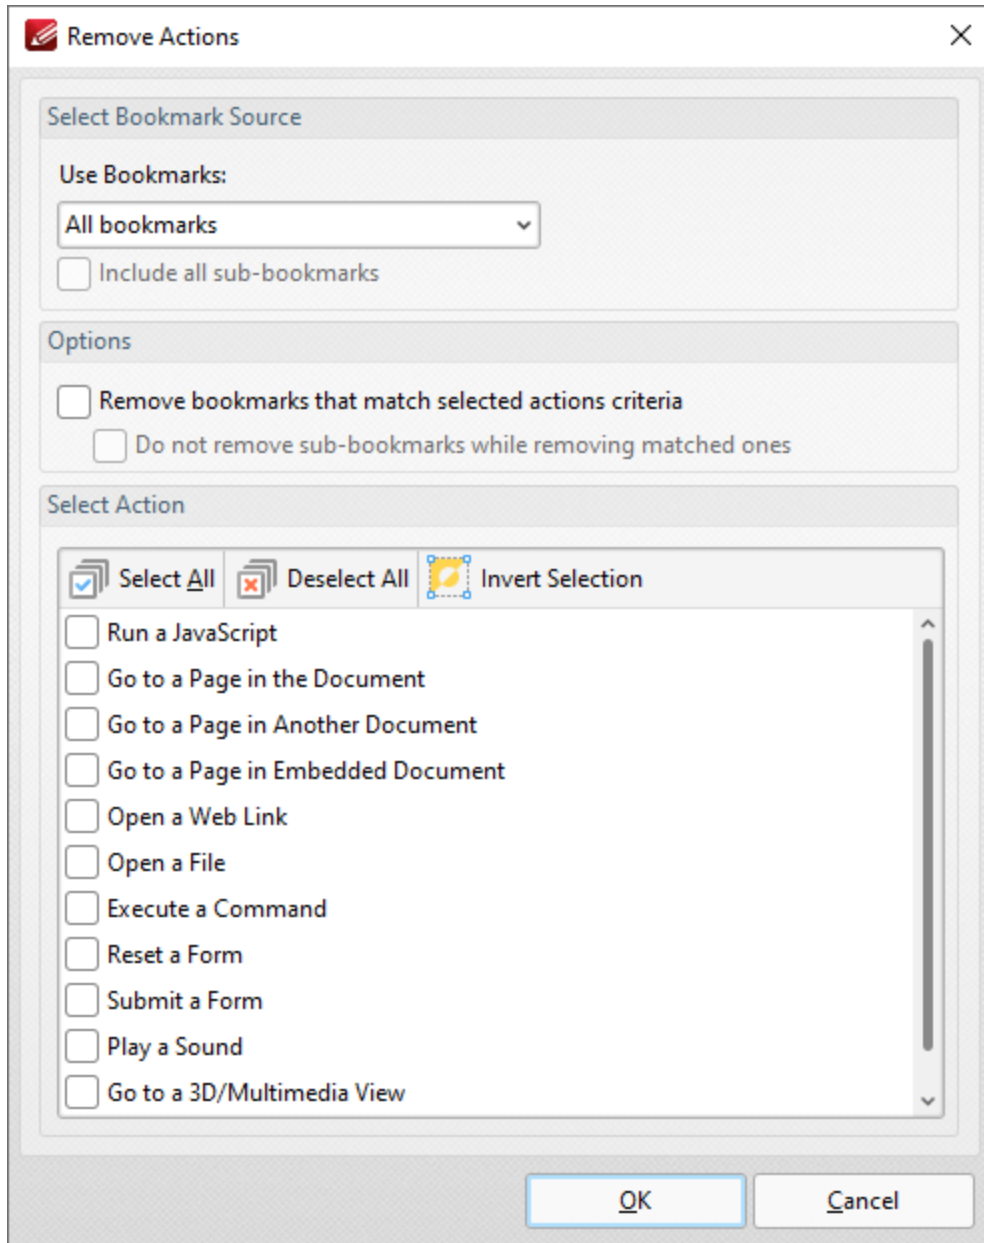 Remove Actions
Select Bookmark Source
Use Bookmarks:
All bookmarks
Include all sub-bookmarks
Options
Remove bookmarks that match selected actions criteria
Do not remove sub-bookmarks while removing matched ones
Select Action
Select All Deselect All Invert Selection
Run a JavaScript
Go to a Page in the Document
Go to a Page in Another Document
Go to a Page in Embedded Document
Open a Web Link
Open a File
Execute a Command
Reset a Form
Submit a Form
Play a Sound
Go to a 3D/Multimedia View
OK Cancel